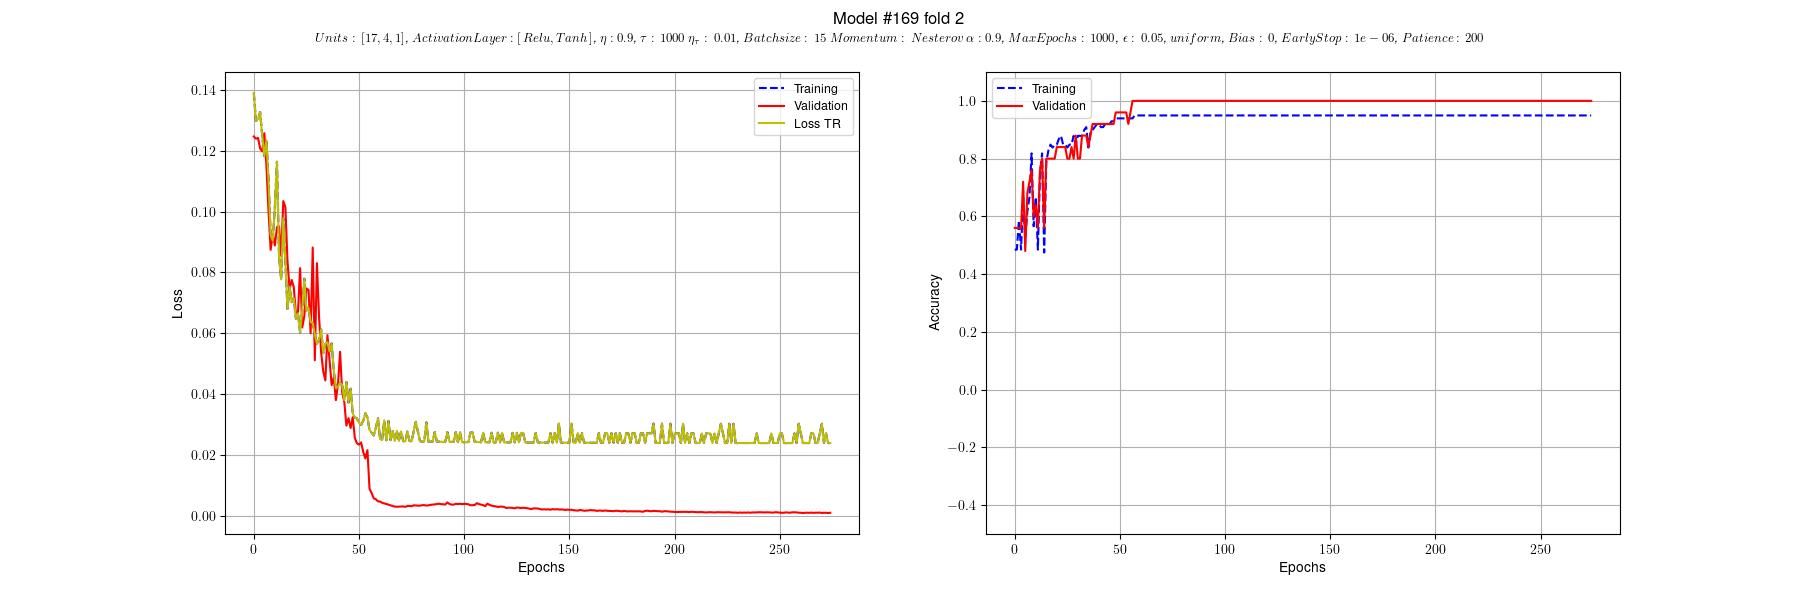 Model #169 fold 2
Units : [17, 4, 1], ActivationLayer : [ Relu, Tanh ], η : 0.9, τ : 1000 η_τ : 0.01, Batchsize : 15 Momentum : Nesterov α : 0.9, MaxEpochs : 1000, ϵ : 0.05, uniform, Bias : 0, EarlyStop : 1e − 06, Patience : 200
0.14
0.12
0.10
0.08
0.06
0.04
0.02
0.00
Loss
Training
Validation
Loss TR
0 50 100 150 200 250
Epochs
1.0
0.8
0.6
0.4
0.2
0.0
−0.2
−0.4
Accuracy
Training
Validation
0 50 100 150 200 250
Epochs